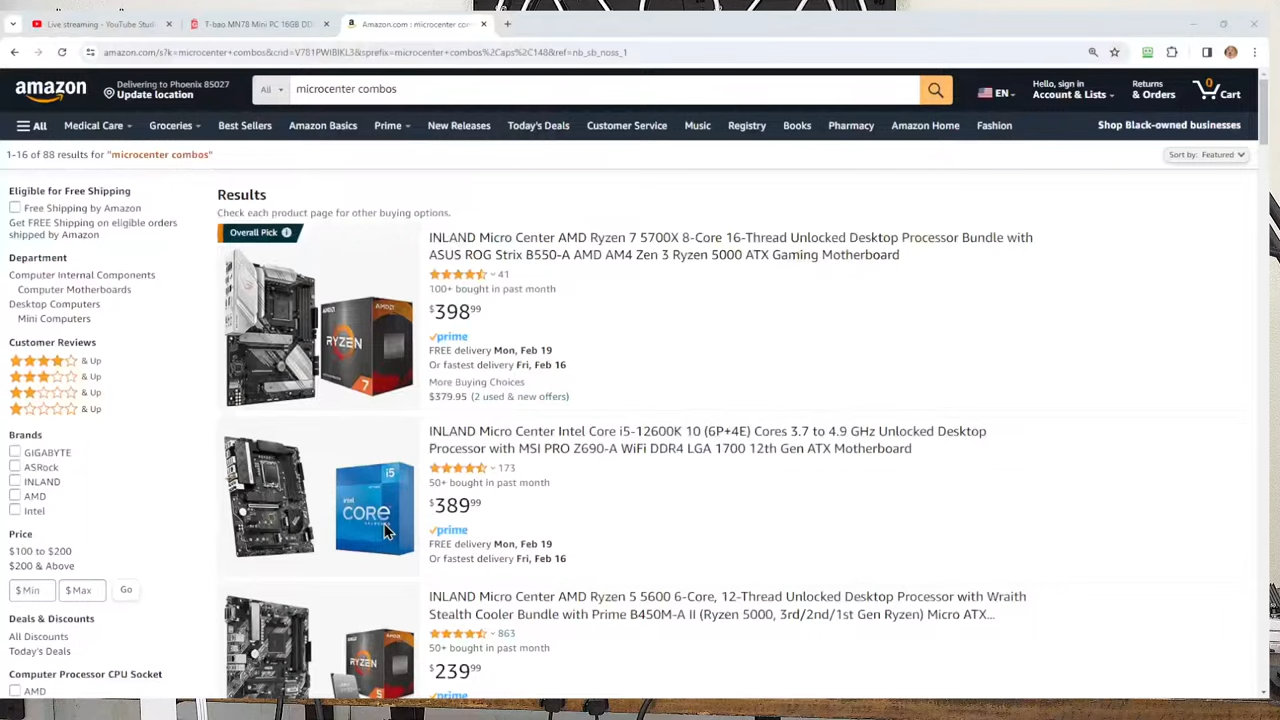 Live streaming - YouTube Studi
T-bao MN78 Mini PC 16GB DD
Amazon.com : microcenter com
amazon.com/s?k=microcenter+combos&crid=V781PWIBIKL3&sprefix=microcenter+combos%2Caps%2C148&ref=nb_sb_noss_1
amazon
Delivering to Phoenix 85027
Update location
All
microcenter combos
EN
Hello, sign in
Account & Lists
Returns
& Orders
0
Cart
All
Medical Care
Groceries
Best Sellers
Amazon Basics
Prime
New Releases
Today's Deals
Customer Service
Music
Registry
Books
Pharmacy
Amazon Home
Fashion
Shop Black-owned businesses
1-16 of 88 results for "microcenter combos"
Sort by: Featured
Eligible for Free Shipping
Free Shipping by Amazon
Get FREE Shipping on eligible orders
shipped by Amazon
Department
Computer Internal Components
Computer Motherboards
Desktop Computers
Mini Computers
Customer Reviews
& Up
& Up
& Up
& Up
Brands
GIGABYTE
ASRock
INLAND
AMD
Intel
Price
$100 to $200
$200 & Above
$ Min
$ Max
Go
Deals & Discounts
All Discounts
Today's Deals
Computer Processor CPU Socket
AMD
Results
Check each product page for other buying options.
Overall Pick
RYZEN
7
INLAND Micro Center AMD Ryzen 7 5700X 8-Core 16-Thread Unlocked Desktop Processor Bundle with
ASUS ROG Strix B550-A AMD AM4 Zen 3 Ryzen 5000 ATX Gaming Motherboard
41
100+ bought in past month
$398.99
prime
FREE delivery Mon, Feb 19
Or fastest delivery Fri, Feb 16
More Buying Choices
$379.95 (2 used & new offers)
i5
intel
CORE
INLAND Micro Center Intel Core i5-12600K 10 (6P+4E) Cores 3.7 to 4.9 GHz Unlocked Desktop
Processor with MSI PRO Z690-A WiFi DDR4 LGA 1700 12th Gen ATX Motherboard
173
50+ bought in past month
$389.99
prime
FREE delivery Mon, Feb 19
Or fastest delivery Fri, Feb 16
RYZEN
5
INLAND Micro Center AMD Ryzen 5 5600 6-Core, 12-Thread Unlocked Desktop Processor with Wraith
Stealth Cooler Bundle with Prime B450M-A II (Ryzen 5000, 3rd/2nd/1st Gen Ryzen) Micro ATX...
863
50+ bought in past month
$239.99
prime